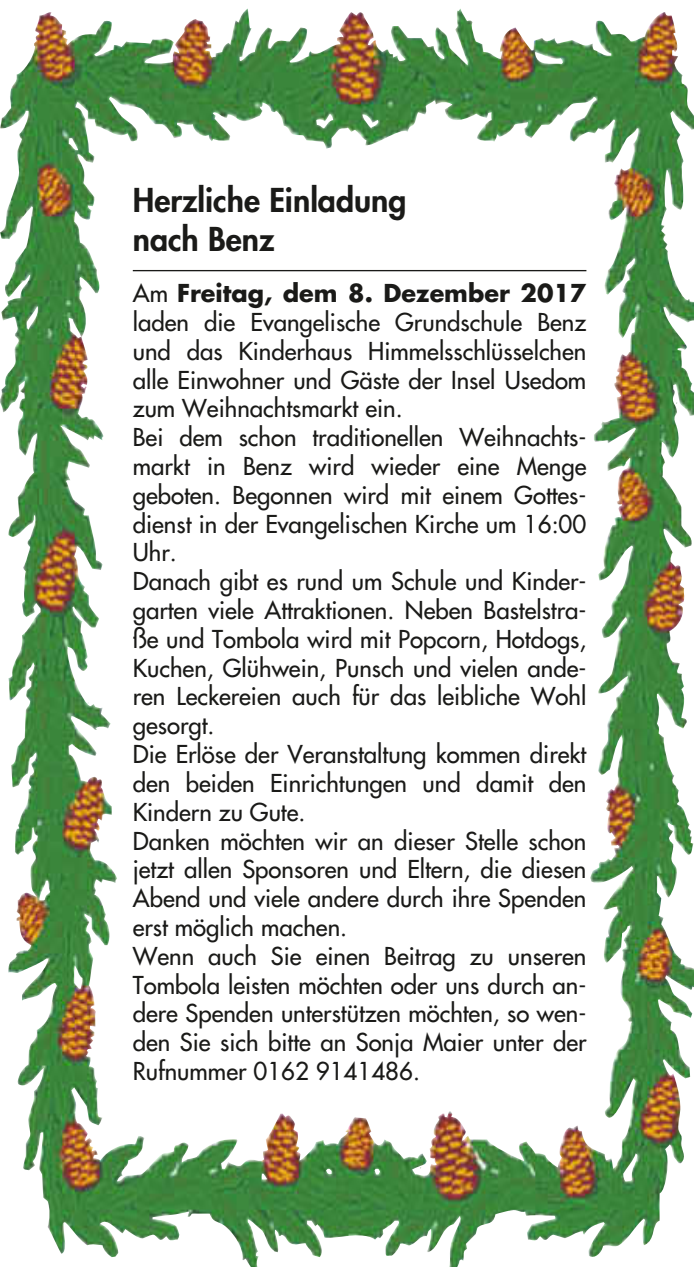 Herzliche Einladung
nach Benz
Am Freitag, dem 8. Dezember 2017
laden die Evangelische Grundschule Benz
und das Kinderhaus Himmelsschlüsselchen
alle Einwohner und Gäste der Insel Usedom
zum Weihnachtsmarkt ein.
Bei dem schon traditionellen Weihnachts-
markt in Benz wird wieder eine Menge
geboten. Begonnen wird mit einem Gottes-
dienst in der Evangelischen Kirche um 16:00
Uhr.
Danach gibt es rund um Schule und Kinder-
garten viele Attraktionen. Neben Bastelstra-
ße und Tombola wird mit Popcorn, Hotdogs,
Kuchen, Glühwein, Punsch und vielen ande-
ren Leckereien auch für das leibliche Wohl
gesorgt.
Die Erlöse der Veranstaltung kommen direkt
den beiden Einrichtungen und damit den
Kindern zu Gute.
Danken möchten wir an dieser Stelle schon
jetzt allen Sponsoren und Eltern, die diesen
Abend und viele andere durch ihre Spenden
erst möglich machen.
Wenn auch Sie einen Beitrag zu unseren
Tombola leisten möchten oder uns durch an-
dere Spenden unterstützen möchten, so wen-
den Sie sich bitte an Sonja Maier unter der
Rufnummer 0162 9141486.